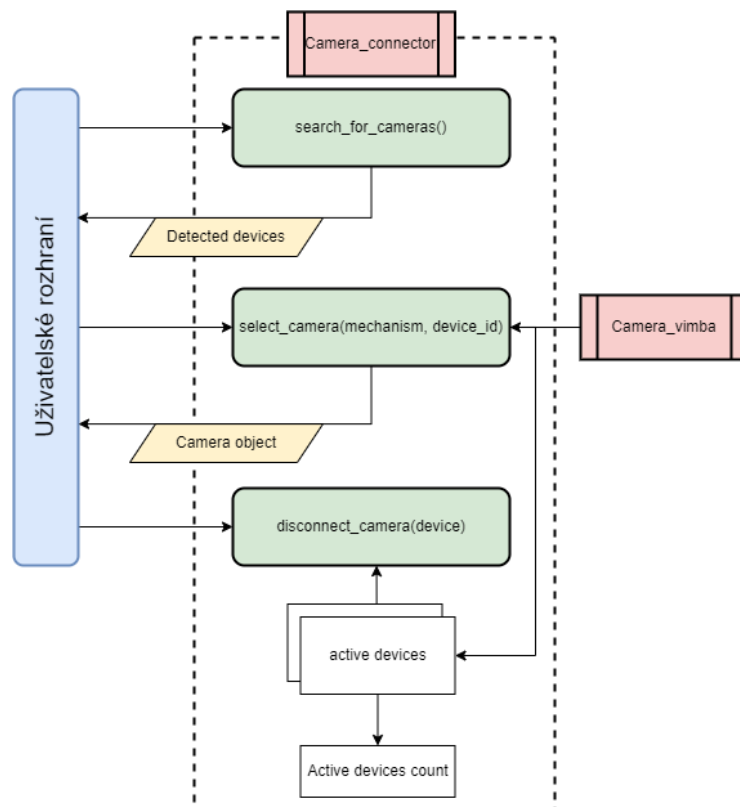 Camera_connector
search_for_cameras()
Detected devices
Uživatelské rozhraní
select_camera(mechanism, device_id)
Camera_vimba
Camera object
disconnect_camera(device)
active devices
Active devices count